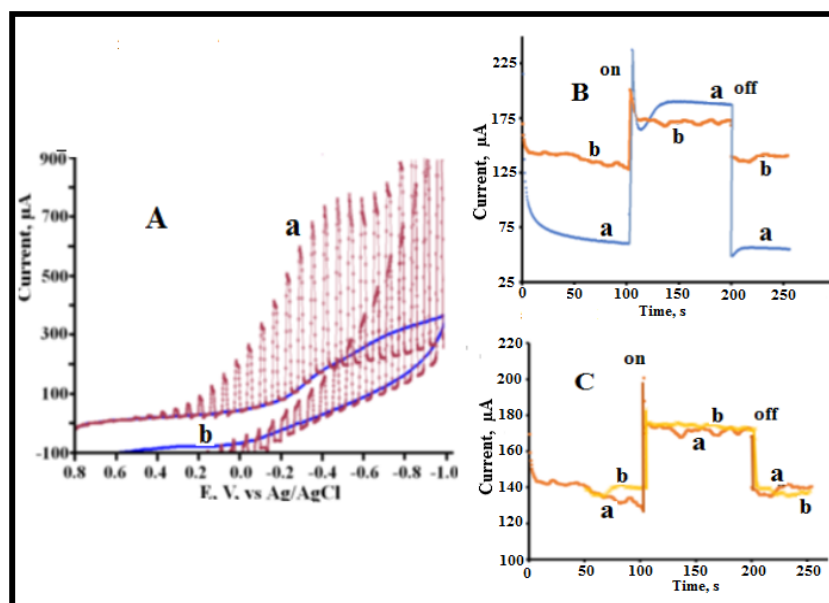 A
a
b
Current, µA
900
700
500
300
100
-100
0.8 0.6 0.4 0.2 0.0 -0.2 -0.4 -0.6 -0.8 -1.0
E, V, vs Ag/AgCl
B
on
off
a
b
b
b
a
a
Current, µA
225
175
125
75
25
0 50 100 150 200 250
Time, s
C
on
off
b
a
b
a
a
b
Current, µA
220
200
180
160
140
120
100
0 50 100 150 200 250
Time, s